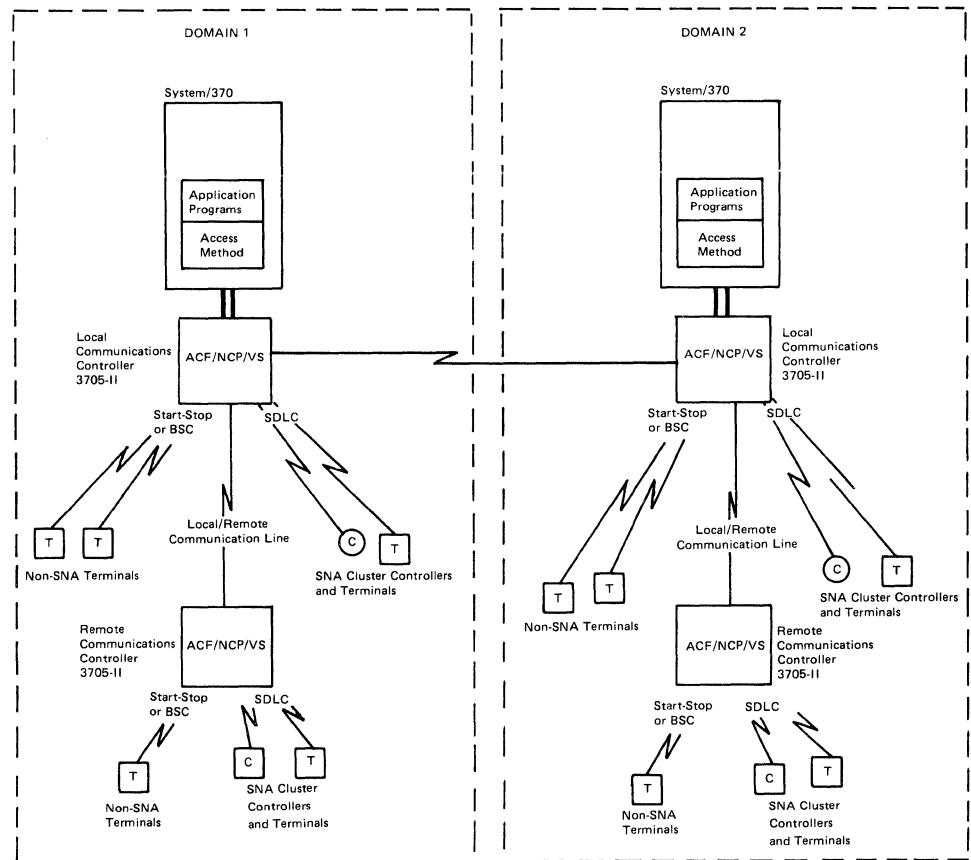 DOMAIN 1
System/370
Application
Programs
Access
Method
Local
Communications
Controller
3705-II
ACF/NCP/VS
Start-Stop
or BSC
SDLC
T
T
Non-SNA Terminals
Local/Remote
Communication Line
C
T
SNA Cluster Controllers
and Terminals
Remote
Communications
Controller
3705-II
ACF/NCP/VS
Start-Stop
or BSC
SDLC
T
Non-SNA
Terminals
C
T
SNA Cluster
Controllers
and Terminals
DOMAIN 2
System/370
Application
Programs
Access
Method
ACF/NCP/VS
Local
Communications
Controller
3705-II
Start-Stop
or BSC
SDLC
T
T
Non-SNA Terminals
Local/Remote
Communication Line
C
T
SNA Cluster Controllers
and Terminals
ACF/NCP/VS
Remote
Communications
Controller
3705-II
Start-Stop
or BSC
SDLC
T
Non-SNA
Terminals
C
T
SNA Cluster
Controllers
and Terminals